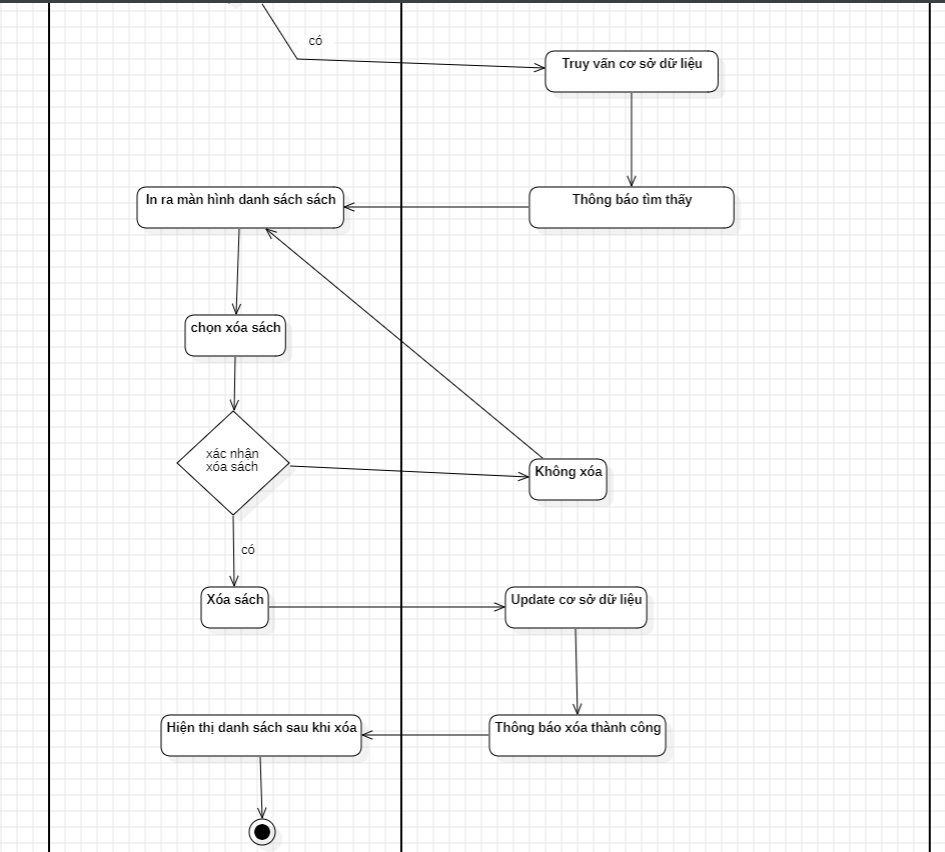 có
Truy vấn cơ sở dữ liệu
In ra màn hình danh sách sách
Thông báo tìm thấy
chọn xóa sách
xác nhận
xóa sách
Không xóa
có
Xóa sách
Update cơ sở dữ liệu
Hiện thị danh sách sau khi xóa
Thông báo xóa thành công